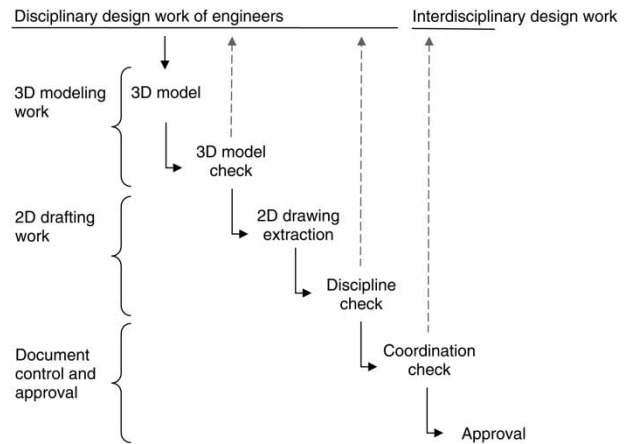 Disciplinary design work of engineers
Interdisciplinary design work
3D modeling
work
3D model
3D model
check
2D drafting
work
2D drawing
extraction
Discipline
check
Document
control and
approval
Coordination
check
Approval